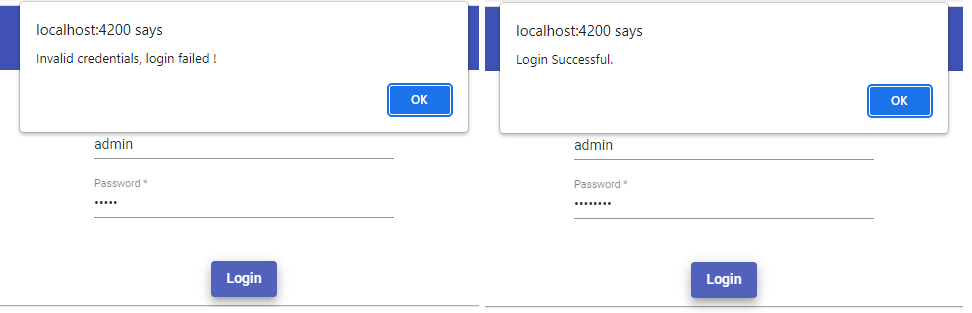 localhost:4200 says
Invalid credentials, login failed !
OK
admin
Password *
•••••
Login
localhost:4200 says
Login Successful.
OK
admin
Password *
••••••••
Login